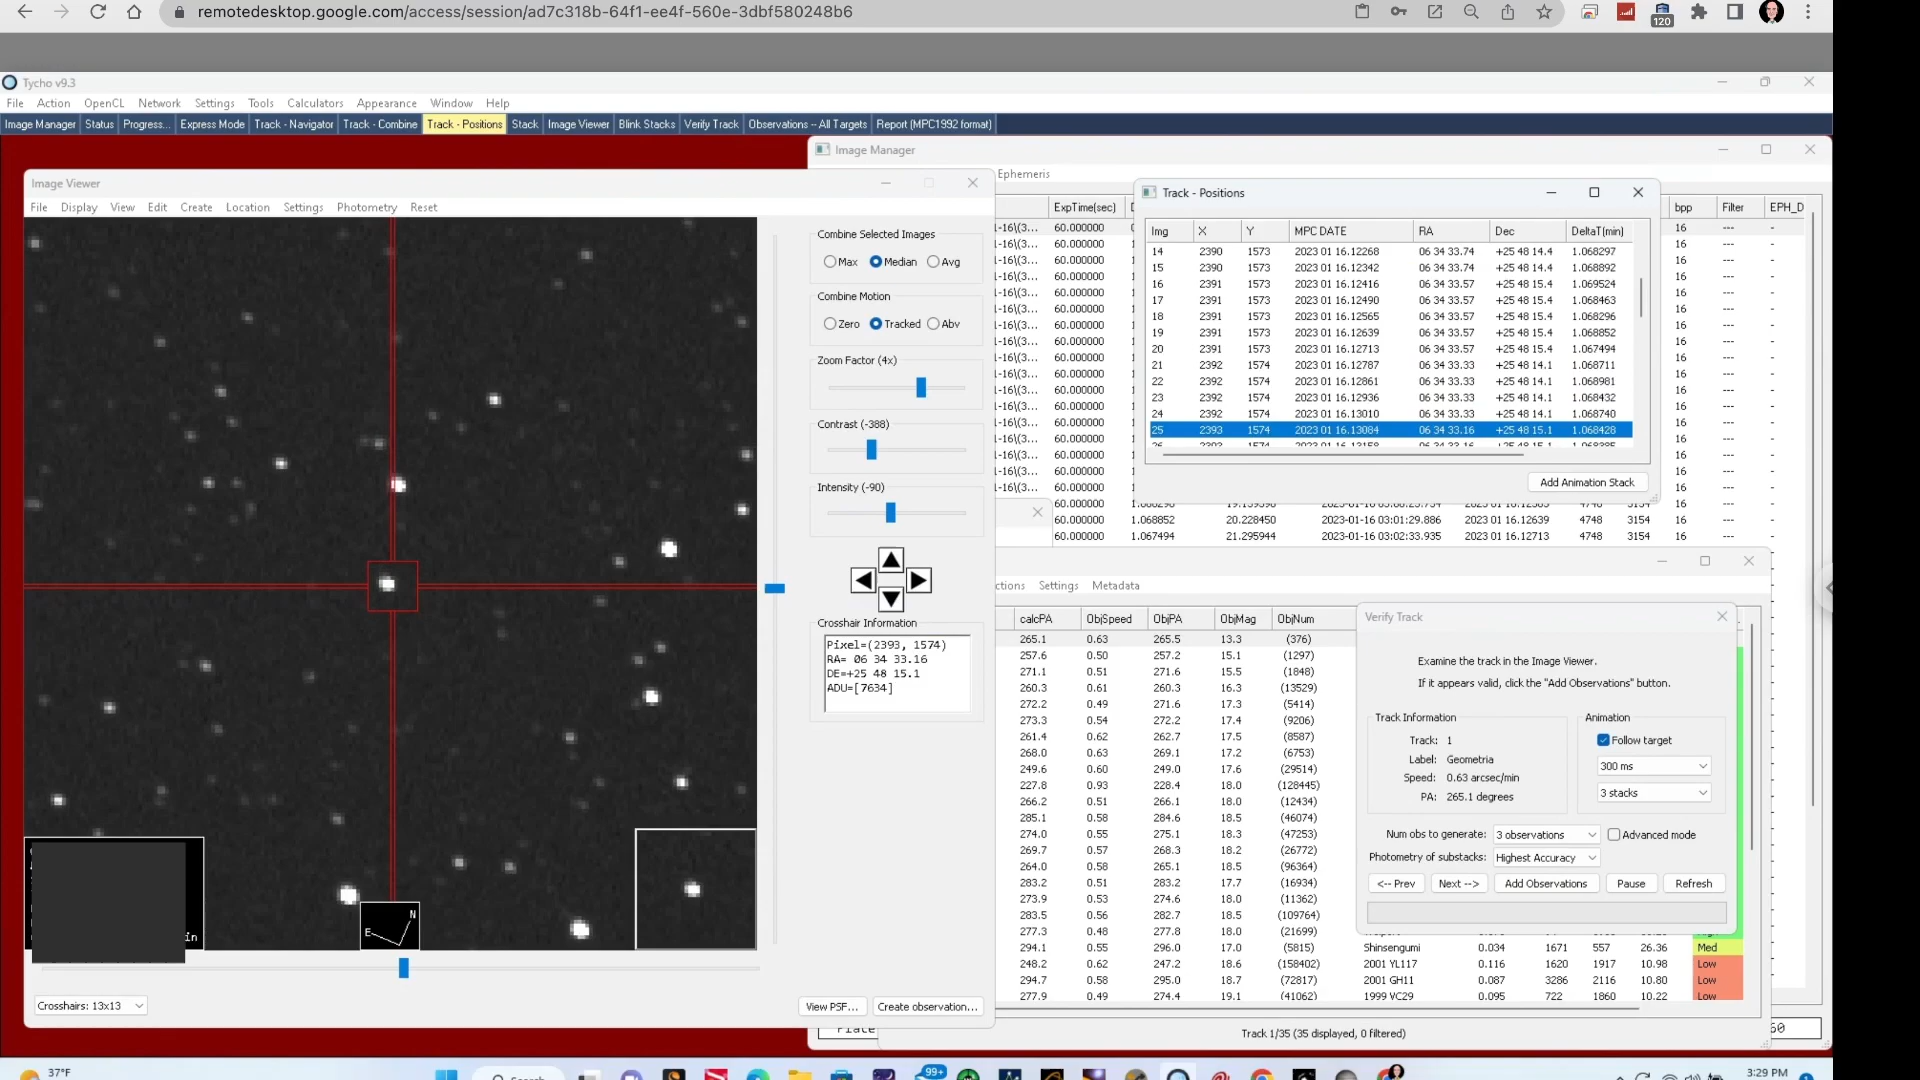 remotedesktop.google.com/access/session/ad7c318b-64f1-ee4f-560e-3dbf580248b6
120
Tycho v9.3
File Action OpenCL Network Settings Tools Calculators Appearance Window Help
Image Manager Status Progress... Express Mode Track - Navigator Track - Combine Track - Positions Stack Image Viewer Blink Stacks Verify Track Observations -- All Targets Report (MPC1992 format)
Image Manager
Ephemeris
ExpTime(sec) bpp Filter EPH_D
Image Viewer
File Display View Edit Create Location Settings Photometry Reset
Combine Selected Images
Max Median Avg
Combine Motion
Zero Tracked Abv
Zoom Factor (4x)
Contrast (-388)
Intensity (-90)
Crosshair Information
Pixel=(2393, 1574)
RA= 06 34 33.16
DE=+25 48 15.1
ADU=[7634]
N
E
in
Crosshairs: 13x13
View PSF... Create observation...
Track - Positions
Img X Y MPC DATE RA Dec DeltaT(min)
14 2390 1573 2023 01 16.12268 06 34 33.74 +25 48 14.4 1.068297
15 2390 1573 2023 01 16.12342 06 34 33.74 +25 48 14.4 1.068892
16 2391 1573 2023 01 16.12416 06 34 33.57 +25 48 15.4 1.069524
17 2391 1573 2023 01 16.12490 06 34 33.57 +25 48 15.4 1.068463
18 2391 1573 2023 01 16.12565 06 34 33.57 +25 48 15.4 1.068296
19 2391 1573 2023 01 16.12639 06 34 33.57 +25 48 15.4 1.068852
20 2391 1573 2023 01 16.12713 06 34 33.57 +25 48 15.4 1.067494
21 2392 1574 2023 01 16.12787 06 34 33.33 +25 48 14.1 1.068711
22 2392 1574 2023 01 16.12861 06 34 33.33 +25 48 14.1 1.068981
23 2392 1574 2023 01 16.12936 06 34 33.33 +25 48 14.1 1.068432
24 2392 1574 2023 01 16.13010 06 34 33.33 +25 48 14.1 1.068740
25 2393 1574 2023 01 16.13084 06 34 33.16 +25 48 15.1 1.068428
Add Animation Stack
60.000000 1.068852 20.228450 2023-01-16 03:01:29.886 2023 01 16.12639 4748 3154 16 --- -
60.000000 1.067494 21.295944 2023-01-16 03:02:33.935 2023 01 16.12713 4748 3154 16 --- -
ctions Settings Metadata
calcPA ObjSpeed ObjPA ObjMag ObjNum
265.1 0.63 265.5 13.3 (376)
257.6 0.50 257.2 15.1 (1297)
271.1 0.51 271.6 15.5 (1848)
260.3 0.61 260.3 16.3 (13529)
272.2 0.49 271.6 17.3 (5414)
273.3 0.54 272.2 17.4 (9206)
261.4 0.62 262.7 17.5 (8587)
268.0 0.63 269.1 17.2 (6753)
249.6 0.60 249.0 17.6 (29514)
227.8 0.93 228.4 18.0 (128445)
266.2 0.51 266.1 18.0 (12434)
285.1 0.58 284.6 18.5 (46074)
274.0 0.55 275.1 18.3 (47253)
269.7 0.57 268.3 18.2 (26772)
264.0 0.58 265.1 18.5 (96364)
283.2 0.51 283.2 17.7 (16934)
273.9 0.53 274.6 18.0 (11362)
283.5 0.56 282.7 18.5 (109764)
277.3 0.48 277.8 18.0 (21699)
294.1 0.55 296.0 17.0 (5815) Shinsengumi 0.034 1671 557 26.36 Med
248.2 0.62 247.2 18.6 (158402) 2001 YL117 0.116 1620 1917 10.98 Low
294.7 0.58 295.0 18.7 (72817) 2001 GH11 0.087 3286 2116 10.80 Low
277.9 0.49 274.4 19.1 (41062) 1999 VC29 0.095 722 1860 10.22 Low
Track 1/35 (35 displayed, 0 filtered)
Verify Track
Examine the track in the Image Viewer.
If it appears valid, click the "Add Observations" button.
Track Information
Track: 1
Label: Geometria
Speed: 0.63 arcsec/min
PA: 265.1 degrees
Animation
Follow target
300 ms
3 stacks
Num obs to generate: 3 observations Advanced mode
Photometry of substacks: Highest Accuracy
<-- Prev Next --> Add Observations Pause Refresh
37°F
99+
3:29 PM